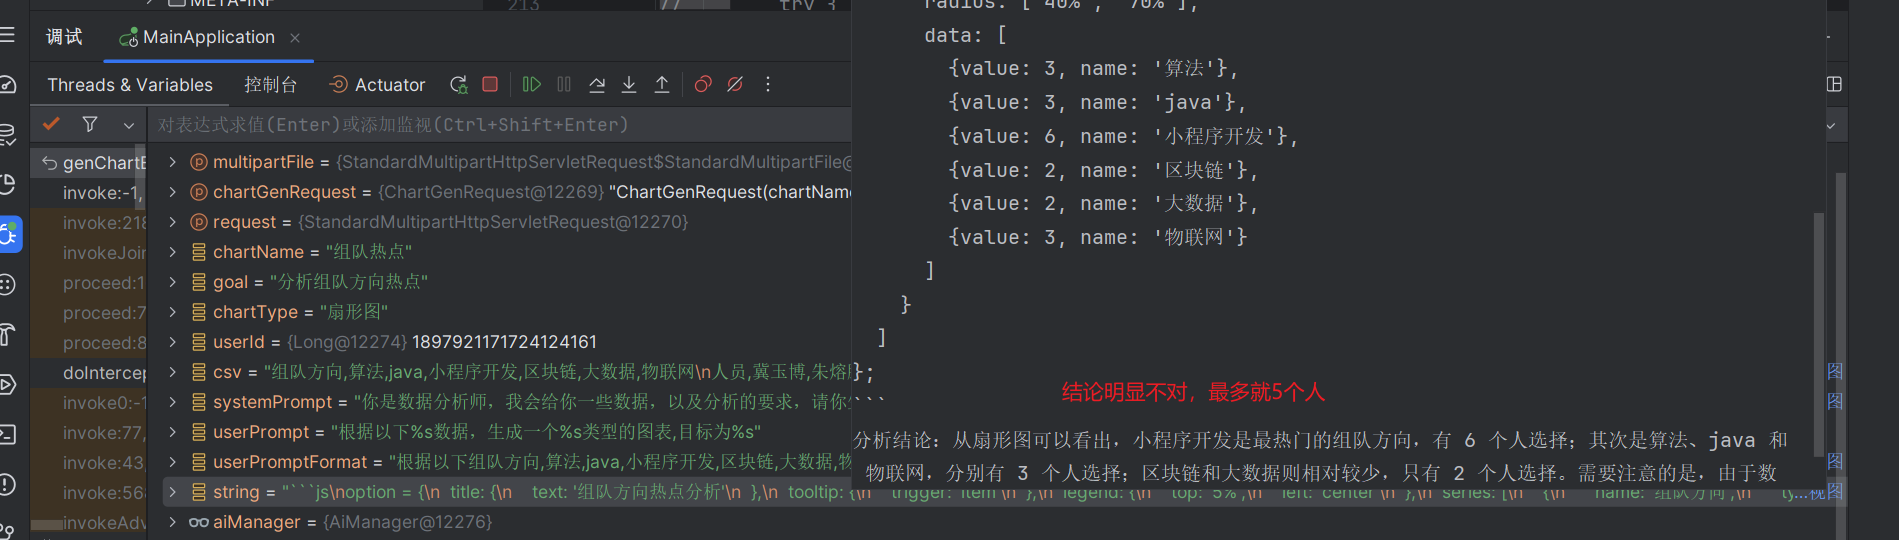 META-INF
213
//
try 3
调试
MainApplication
Threads & Variables
控制台
Actuator
对表达式求值(Enter)或添加监视(Ctrl+Shift+Enter)
genChartE
invoke:-1,
invoke:218
invokeJoin
proceed:1
proceed:7
proceed:8
doIntercep
invoke0:-1
invoke:77,
invoke:43,
invoke:568
invokeAdv
multipartFile = {StandardMultipartHttpServletRequest$StandardMultipartFile@
chartGenRequest = {ChartGenRequest@12269} "ChartGenRequest(chartName
request = {StandardMultipartHttpServletRequest@12270}
chartName = "组队热点"
goal = "分析组队方向热点"
chartType = "扇形图"
userId = {Long@12274} 1897921171724124161
csv = "组队方向,算法,java,小程序开发,区块链,大数据,物联网\n人员,冀玉博,朱熔
systemPrompt = "你是数据分析师，我会给你一些数据，以及分析的要求，请你
userPrompt = "根据以下%s数据，生成一个%s类型的图表,目标为%s"
userPromptFormat = "根据以下组队方向,算法,java,小程序开发,区块链,大数据,物
string = "```js\noption = {\n  title: {\n    text: '组队方向热点分析'\n  },\n  tooltip: {\n    trigger: 'item'\n  },\n  legend: {\n    top: '5%',\n    left: 'center'\n  },\n  series: [\n    {\n      name: '组队方向',\n      ty...视图
aiManager = {AiManager@12276}
radius: ['40%', '70%'],
data: [
{value: 3, name: '算法'},
{value: 3, name: 'java'},
{value: 6, name: '小程序开发'},
{value: 2, name: '区块链'},
{value: 2, name: '大数据'},
{value: 3, name: '物联网'}
]
}
]
};
```
结论明显不对，最多就5个人
分析结论：从扇形图可以看出，小程序开发是最热门的组队方向，有 6 个人选择；其次是算法、java 和
物联网，分别有 3 个人选择；区块链和大数据则相对较少，只有 2 个人选择。需要注意的是，由于数
图
图
图